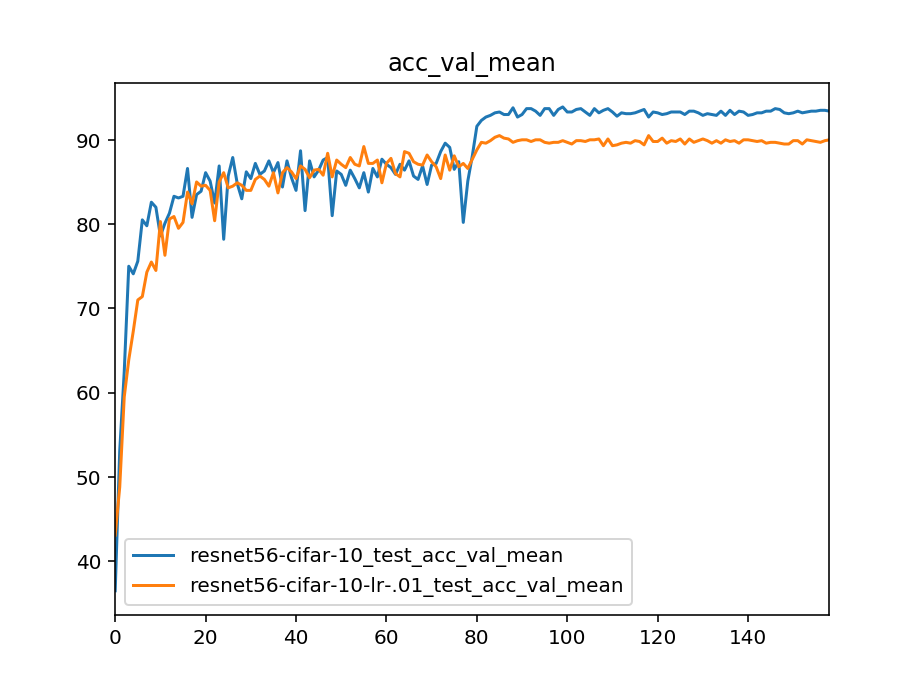 acc_val_mean
90
80
70
60
50
40
resnet56-cifar-10_test_acc_val_mean
resnet56-cifar-10-lr-.01_test_acc_val_mean
0 20 40 60 80 100 120 140